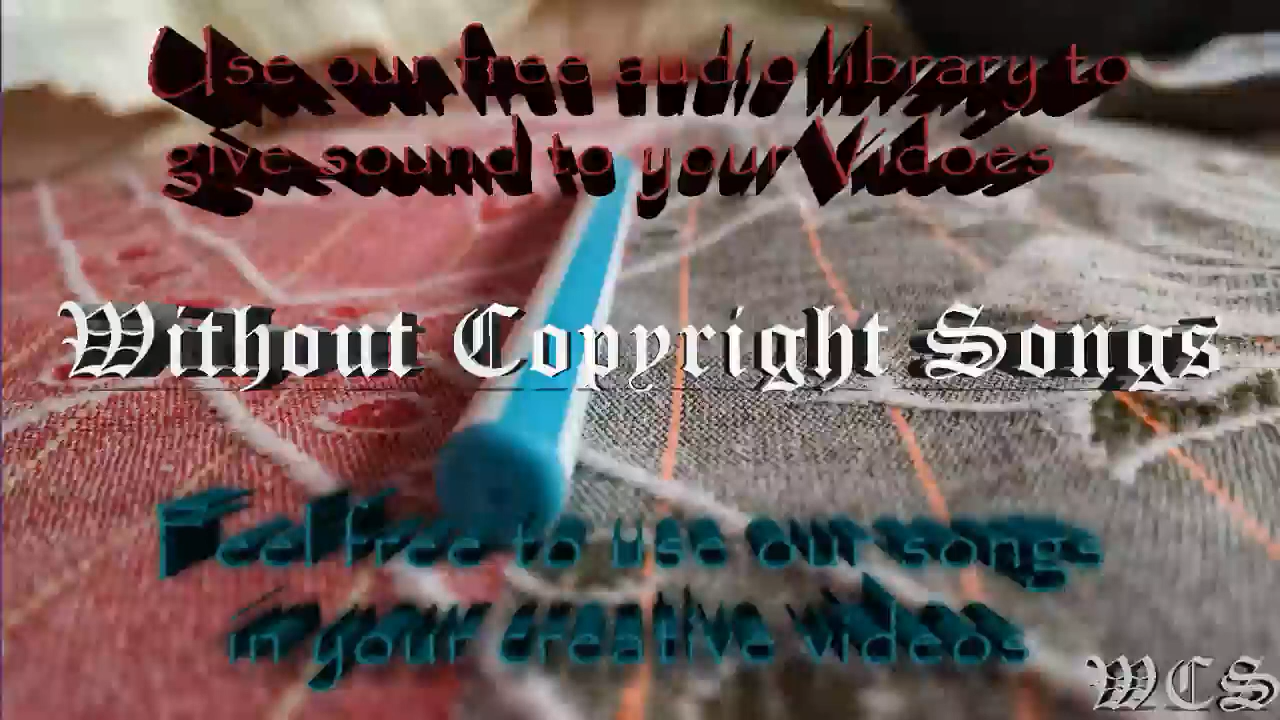 Use our free audio library to
give sound to your Vidoes
Without Copyright Songs
Feel free to use our songs
in your creative videos
WCS